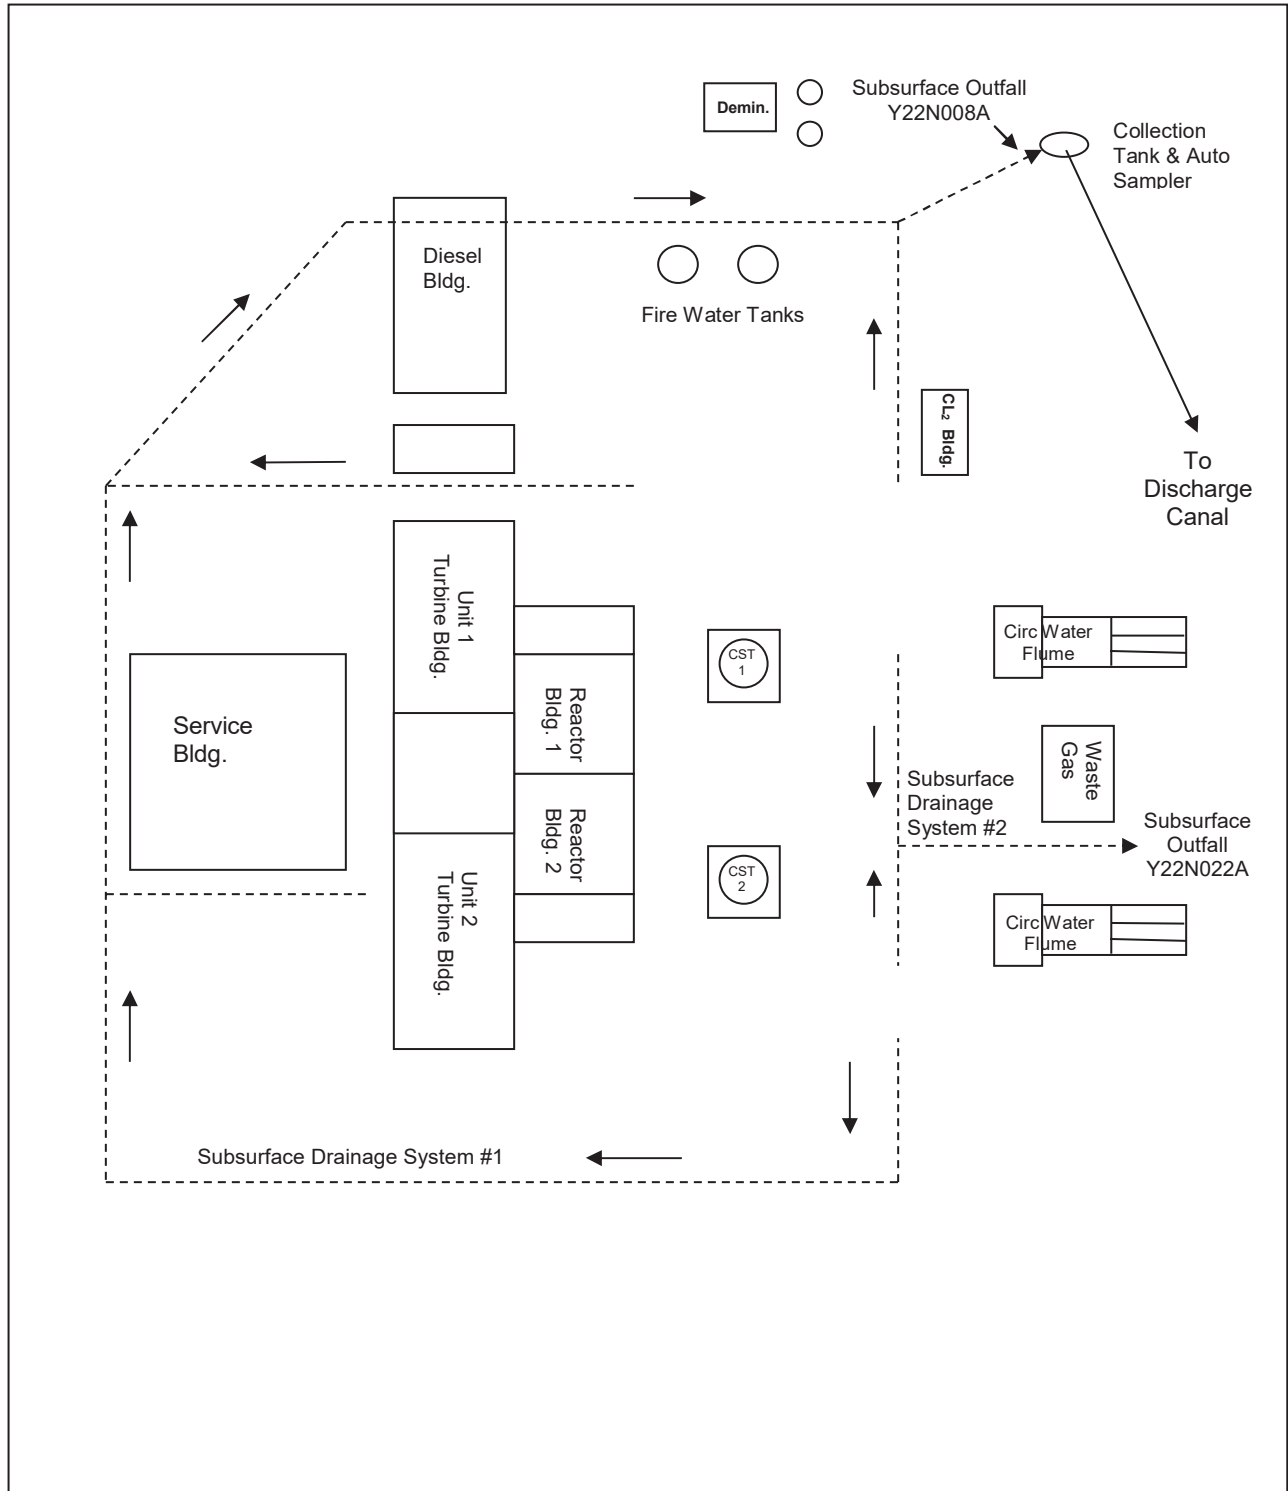 Demin.
Subsurface Outfall
Y22N008A
Collection
Tank & Auto
Sampler
Diesel
Bldg.
Fire Water Tanks
CL₂ Bldg.
To
Discharge
Canal
Unit 1
Turbine Bldg.
Circ Water
Flume
CST
1
Reactor
Bldg. 1
Service
Bldg.
Waste
Gas
Subsurface
Drainage
System #2
Subsurface
Outfall
Y22N022A
Reactor
Bldg. 2
CST
2
Unit 2
Turbine Bldg.
Circ Water
Flume
Subsurface Drainage System #1